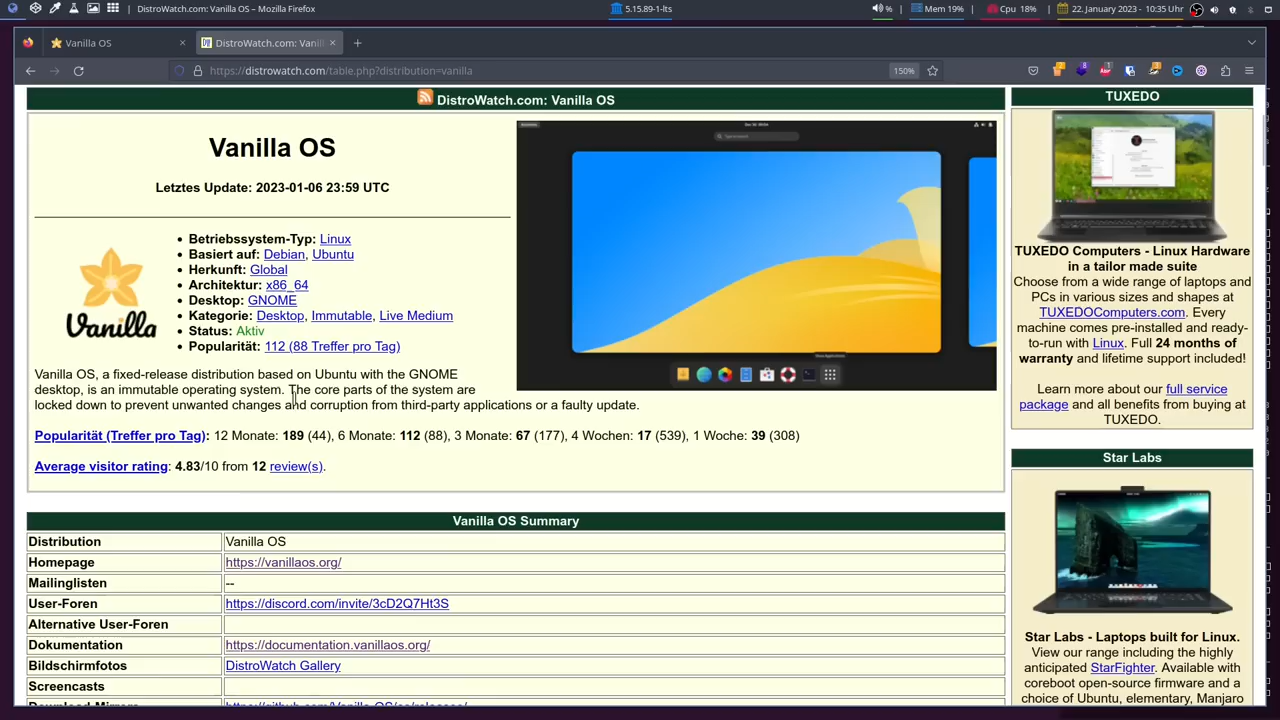 DistroWatch.com: Vanilla OS — Mozilla Firefox
5.15.89-1-lts
%
Mem 19%
Cpu 18%
22. January 2023 - 10:35 Uhr
Vanilla OS
DistroWatch.com: Vanill
https://distrowatch.com/table.php?distribution=vanilla
150%
DistroWatch.com: Vanilla OS
Vanilla OS
Letztes Update: 2023-01-06 23:59 UTC
Vanilla
Betriebssystem-Typ: Linux
Basiert auf: Debian, Ubuntu
Herkunft: Global
Architektur: x86_64
Desktop: GNOME
Kategorie: Desktop, Immutable, Live Medium
Status: Aktiv
Popularität: 112 (88 Treffer pro Tag)
Vanilla OS, a fixed-release distribution based on Ubuntu with the GNOME
desktop, is an immutable operating system. The core parts of the system are
locked down to prevent unwanted changes and corruption from third-party applications or a faulty update.
Popularität (Treffer pro Tag): 12 Monate: 189 (44), 6 Monate: 112 (88), 3 Monate: 67 (177), 4 Wochen: 17 (539), 1 Woche: 39 (308)
Average visitor rating: 4.83/10 from 12 review(s).
Vanilla OS Summary
Distribution Vanilla OS
Homepage https://vanillaos.org/
Mailinglisten --
User-Foren https://discord.com/invite/3cD2Q7Ht3S
Alternative User-Foren
Dokumentation https://documentation.vanillaos.org/
Bildschirmfotos DistroWatch Gallery
Screencasts
Download-Mirrors https://github.com/Vanilla-OS/os/releases/
TUXEDO
TUXEDO Computers - Linux Hardware
in a tailor made suite
Choose from a wide range of laptops and
PCs in various sizes and shapes at
TUXEDOComputers.com. Every
machine comes pre-installed and ready-
to-run with Linux. Full 24 months of
warranty and lifetime support included!
Learn more about our full service
package and all benefits from buying at
TUXEDO.
Star Labs
Star Labs - Laptops built for Linux.
View our range including the highly
anticipated StarFighter. Available with
coreboot open-source firmware and a
choice of Ubuntu, elementary, Manjaro